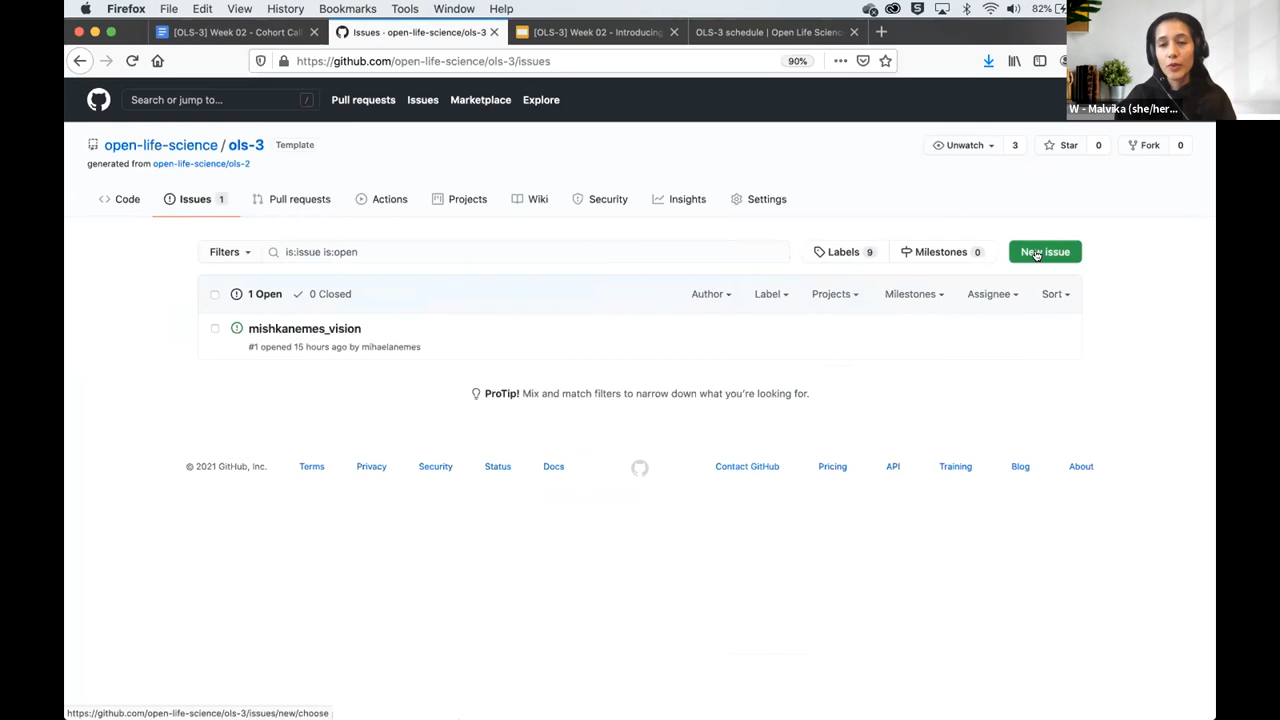 Firefox File Edit View History Bookmarks Tools Window Help 82%
[OLS-3] Week 02 - Cohort Call Issues · open-life-science/ols-3 [OLS-3] Week 02 - Introducing OLS-3 schedule | Open Life Scienc
https://github.com/open-life-science/ols-3/issues 90%
W - Malvika (she/her...
Search or jump to... / Pull requests Issues Marketplace Explore
open-life-science / ols-3 Template Unwatch 3 Star 0 Fork 0
generated from open-life-science/ols-2
Code Issues 1 Pull requests Actions Projects Wiki Security Insights Settings
Filters is:issue is:open Labels 9 Milestones 0 New issue
1 Open 0 Closed Author Label Projects Milestones Assignee Sort
mishkanemes_vision
#1 opened 15 hours ago by mihaelanemes
ProTip! Mix and match filters to narrow down what you're looking for.
© 2021 GitHub, Inc. Terms Privacy Security Status Docs Contact GitHub Pricing API Training Blog About
https://github.com/open-life-science/ols-3/issues/new/choose